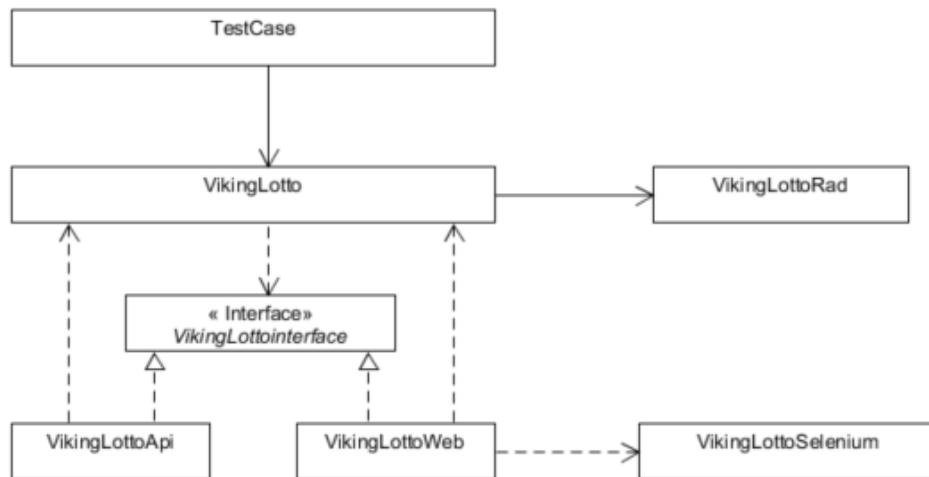 TestCase
VikingLotto
VikingLottoRad
« Interface»
VikingLottointerface
VikingLottoApi
VikingLottoWeb
VikingLottoSelenium